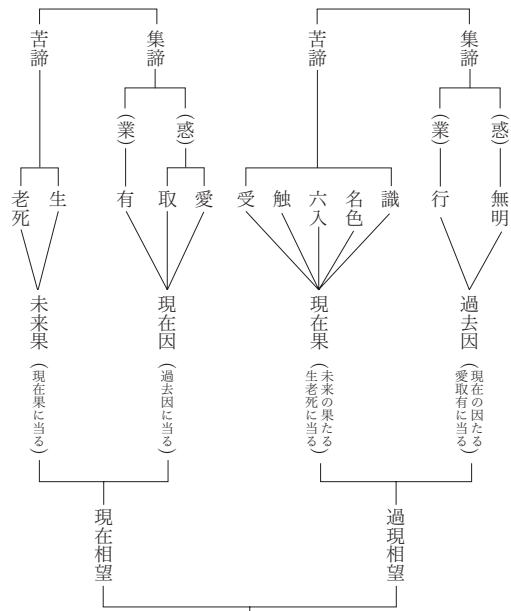 集諦
苦諦
集諦
苦諦
(惑)
(業)
(惑)
(業)
無明
行
識
名色
六入
触
受
愛
取
有
生
老死
過去因
(現在の因たる
愛取有に当る)
現在果
(未来の果たる
生老死に当る)
現在因
(過去因に当る)
未来果
(現在果に当る)
過現相望
現在相望